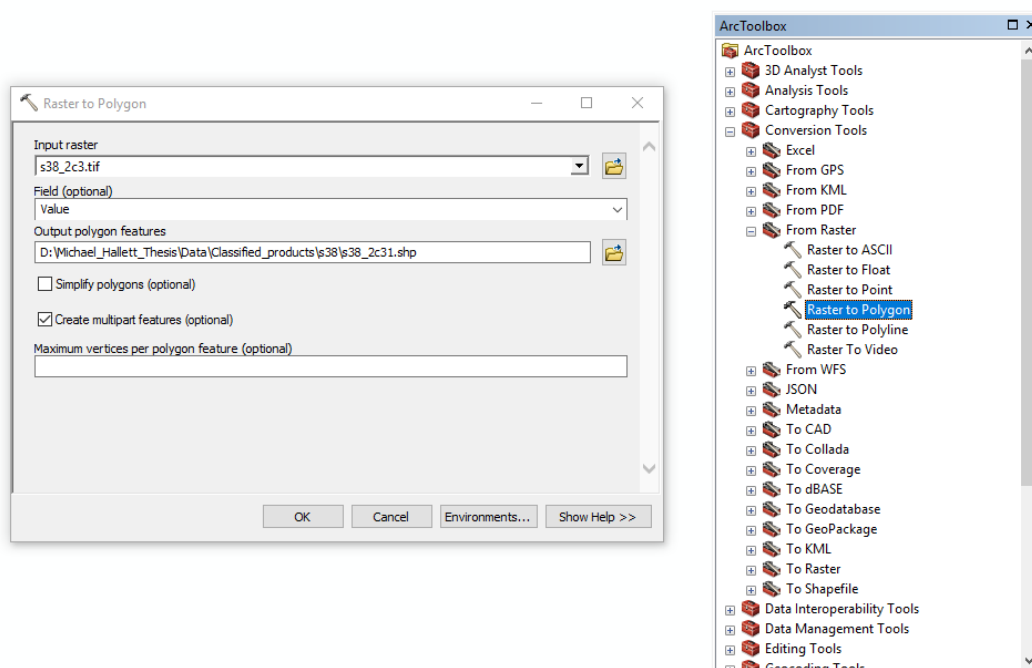 Raster to Polygon
Input raster
s38_2c3.tif
Field (optional)
Value
Output polygon features
D:\Michael_Hallett_Thesis\Data\Classified_products\s38\s38_2c31.shp
Simplify polygons (optional)
Create multipart features (optional)
Maximum vertices per polygon feature (optional)
OK
Cancel
Environments...
Show Help >>
ArcToolbox
ArcToolbox
3D Analyst Tools
Analysis Tools
Cartography Tools
Conversion Tools
Excel
From GPS
From KML
From PDF
From Raster
Raster to ASCII
Raster to Float
Raster to Point
Raster to Polygon
Raster to Polyline
Raster To Video
From WFS
JSON
Metadata
To CAD
To Collada
To Coverage
To dBASE
To Geodatabase
To GeoPackage
To KML
To Raster
To Shapefile
Data Interoperability Tools
Data Management Tools
Editing Tools
Geocoding Tools